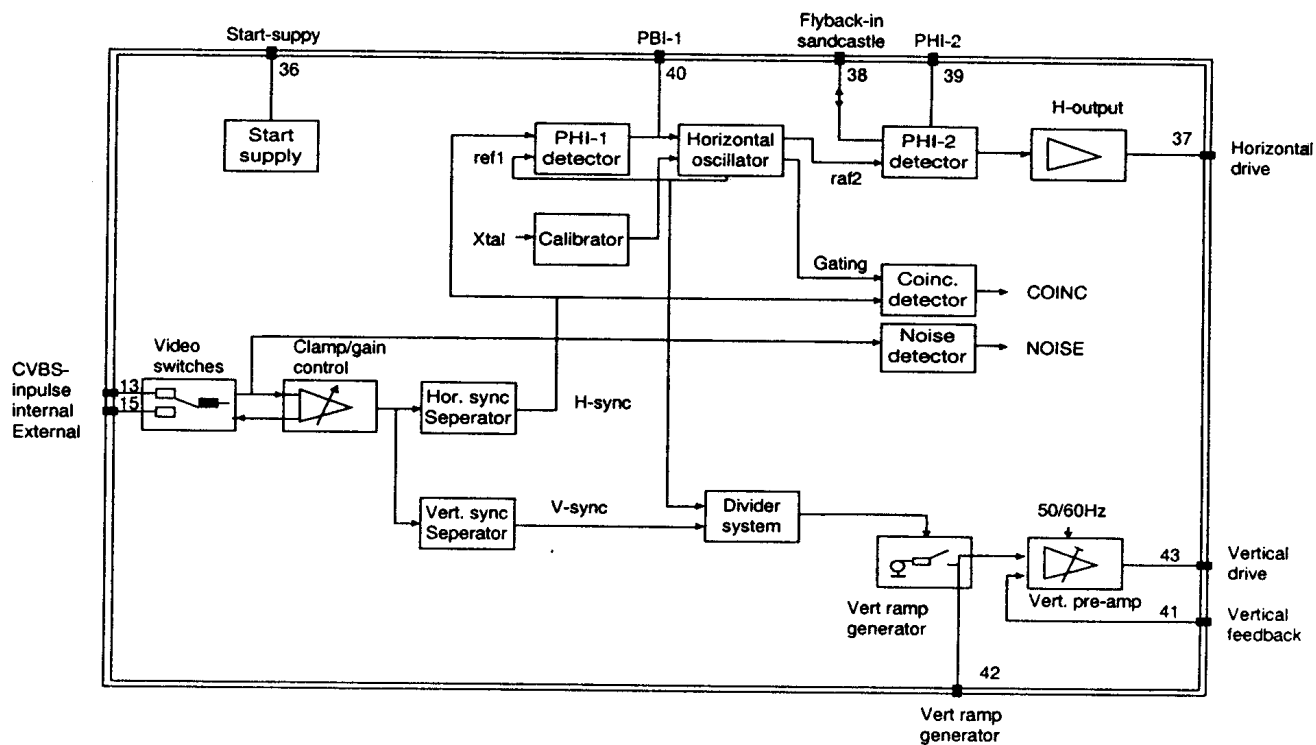 Start-suppy
PBI-1
Flyback-in
sandcastle
PHI-2
36
40
38
39
Start
supply
PHI-1
detector
ref1
Horizontal
oscillator
raf2
PHI-2
detector
H-output
37
Horizontal
drive
Xtal
Calibrator
Gating
Coinc.
detector
COINC
Noise
detector
NOISE
CVBS-
inpulse
internal
External
13
15
Video
switches
Clamp/gain
control
Hor. sync
Seperator
H-sync
Vert. sync
Seperator
V-sync
Divider
system
50/60Hz
Vert ramp
generator
Vert. pre-amp
43
Vertical
drive
41
Vertical
feedback
42
Vert ramp
generator